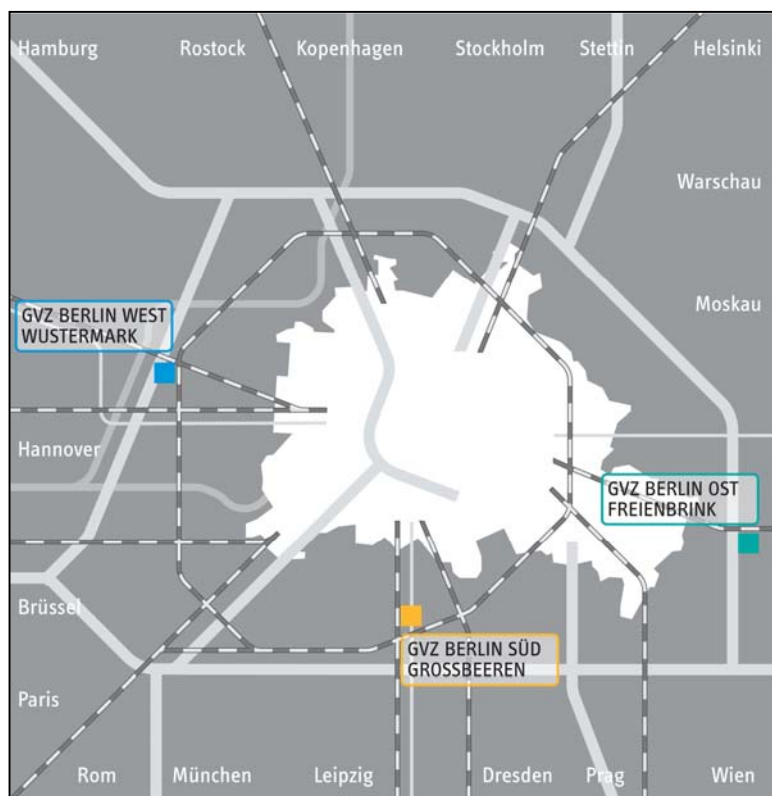 Hamburg Rostock Kopenhagen Stockholm Stettin Helsinki
Warschau
Moskau
GVZ BERLIN WEST
WUSTERMARK
Hannover
GVZ BERLIN OST
FREIENBRINK
Brüssel
GVZ BERLIN SÜD
GROSSBEEREN
Paris
Rom München Leipzig Dresden Prag Wien